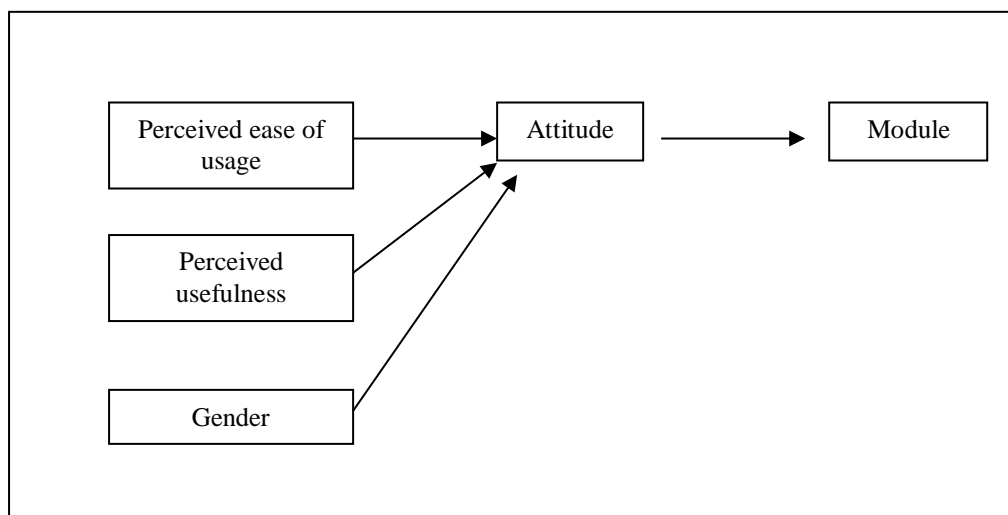 Perceived ease of
usage
Attitude
Module
Perceived
usefulness
Gender